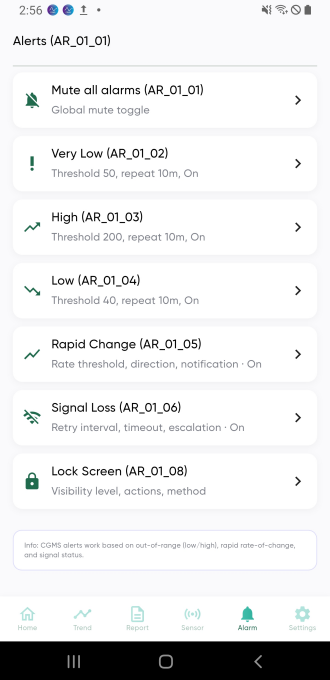 2:56
Alerts (AR_01_01)
Mute all alarms (AR_01_01)
Global mute toggle
Very Low (AR_01_02)
Threshold 50, repeat 10m, On
High (AR_01_03)
Threshold 200, repeat 10m, On
Low (AR_01_04)
Threshold 40, repeat 10m, On
Rapid Change (AR_01_05)
Rate threshold, direction, notification · On
Signal Loss (AR_01_06)
Retry interval, timeout, escalation · On
Lock Screen (AR_01_08)
Visibility level, actions, method
Info: CGMS alerts work based on out-of-range (low/high), rapid rate-of-change,
and signal status.
Home Trend Report Sensor Alarm Settings